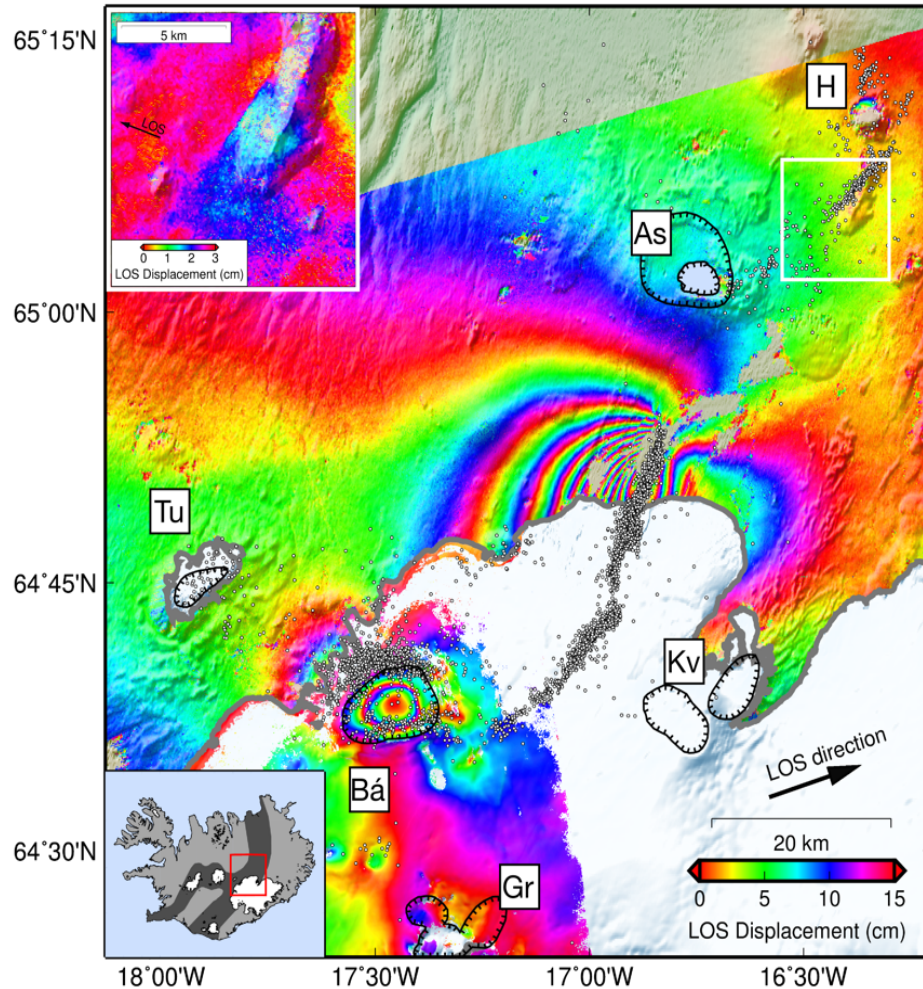 65°15'N
5 km
LOS
0 1 2 3
LOS Displacement (cm)
H
As
65°00'N
Tu
64°45'N
Kv
LOS direction
Bá
20 km
64°30'N
0 5 10 15
LOS Displacement (cm)
Gr
18°00'W 17°30'W 17°00'W 16°30'W